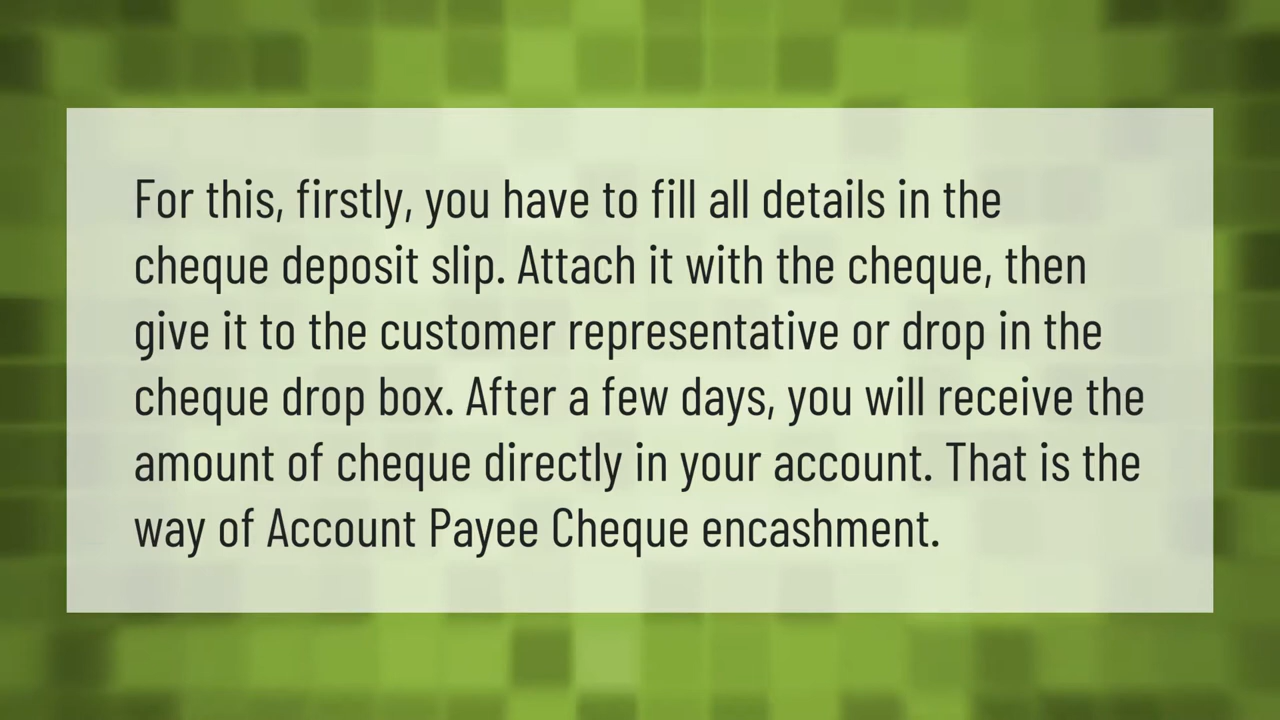 For this, firstly, you have to fill all details in the
cheque deposit slip. Attach it with the cheque, then
give it to the customer representative or drop in the
cheque drop box. After a few days, you will receive the
amount of cheque directly in your account. That is the
way of Account Payee Cheque encashment.